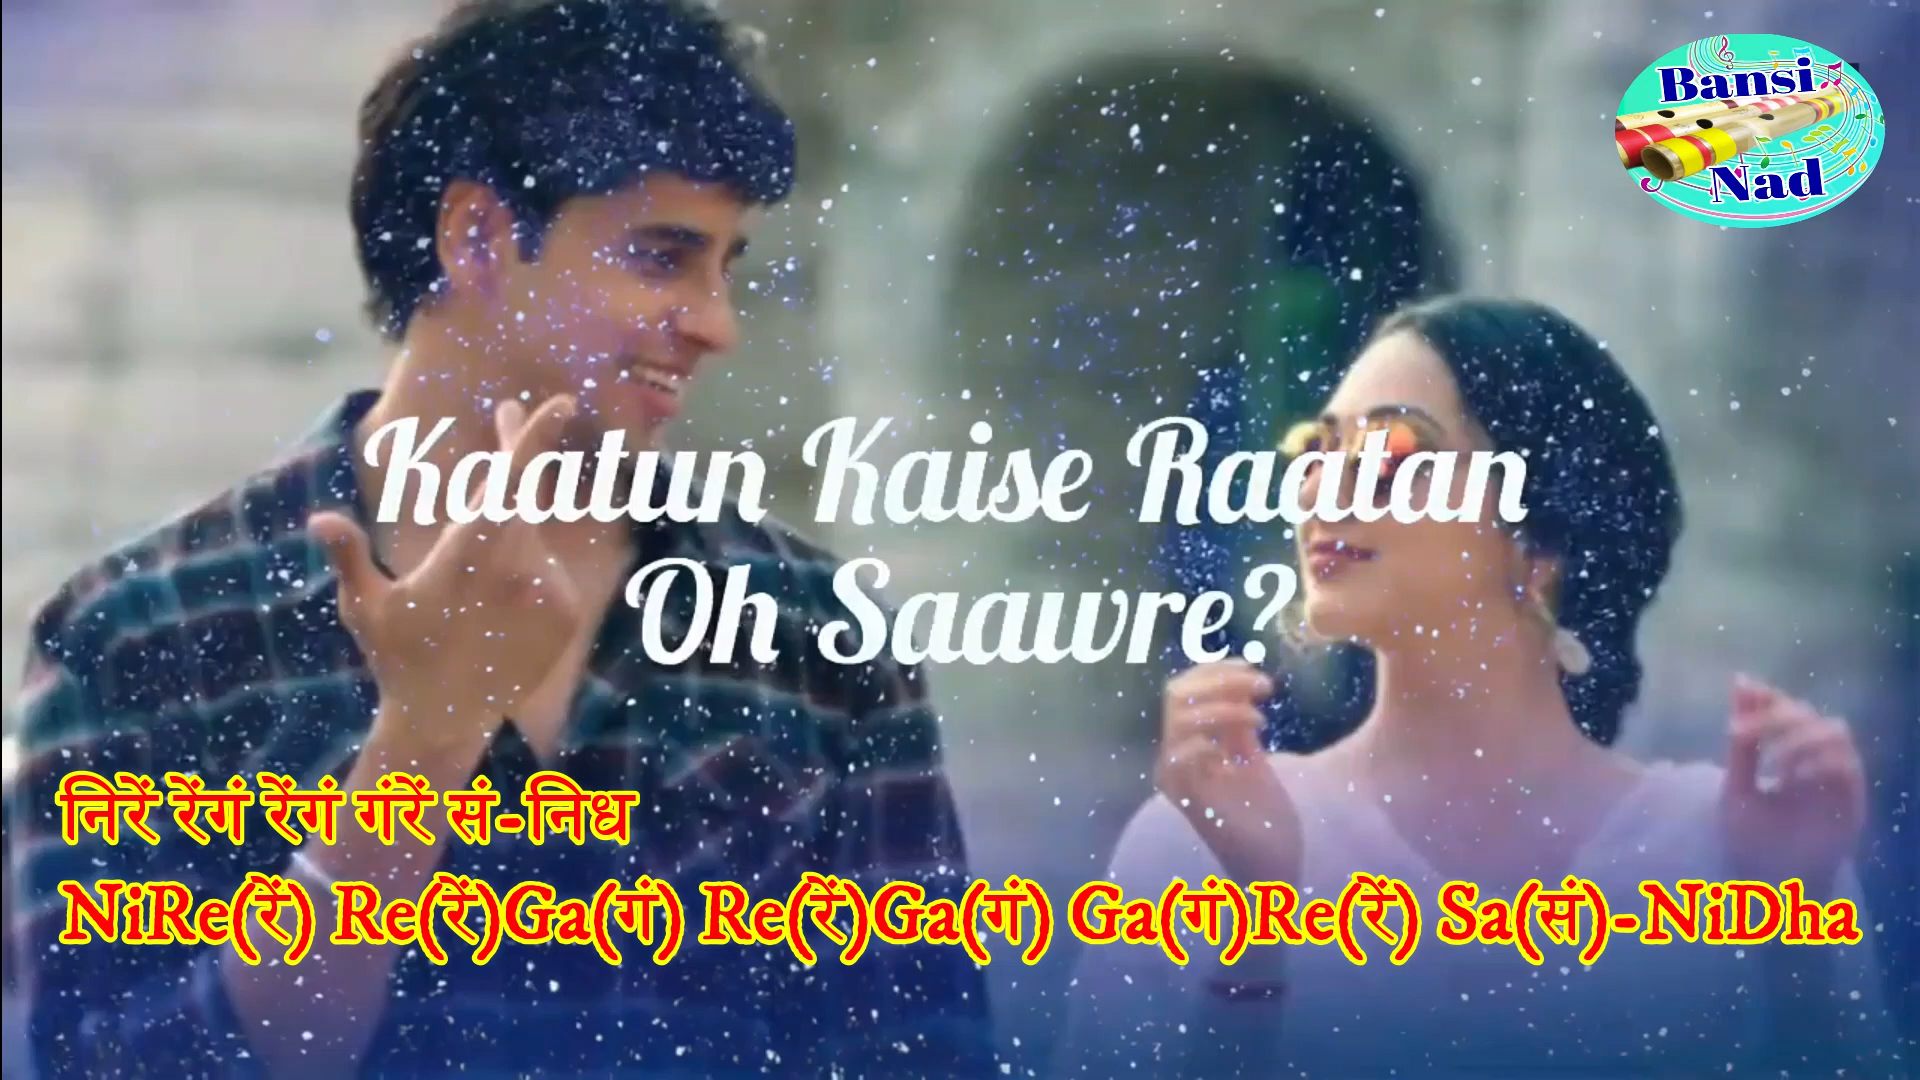 Bansi
Nad
Kaatun Kaise Raatan
Oh Saawre?
निरें रेंगं रेंगं गंरें सं-निध
NiRe(रें) Re(रें)Ga(गं) Re(रें)Ga(गं) Ga(गं)Re(रें) Sa(सं)-NiDha